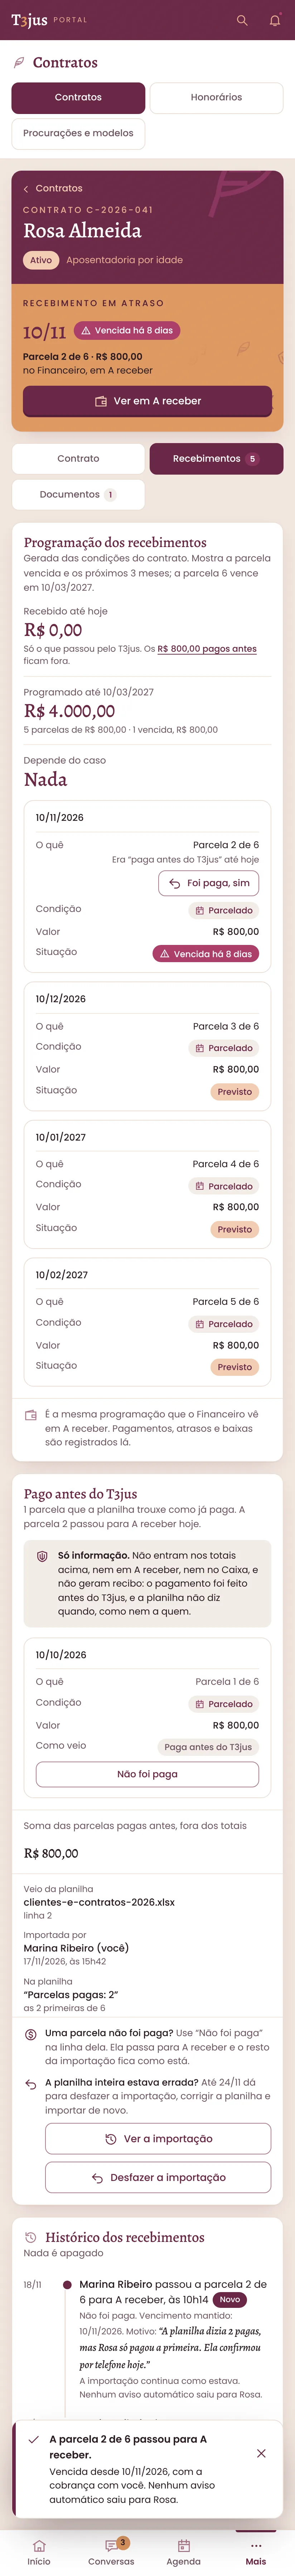 T3jus PORTAL
Contratos
Contratos
Honorários
Procurações e modelos
Contratos
CONTRATO C-2026-041
Rosa Almeida
Ativo Aposentadoria por idade
RECEBIMENTO EM ATRASO
10/11 Vencida há 8 dias
Parcela 2 de 6 · R$ 800,00
no Financeiro, em A receber
Ver em A receber
Contrato
Recebimentos 5
Documentos 1
Programação dos recebimentos
Gerada das condições do contrato. Mostra a parcela
vencida e os próximos 3 meses; a parcela 6 vence
em 10/03/2027.
Recebido até hoje
R$ 0,00
Só o que passou pelo T3jus. Os R$ 800,00 pagos antes
ficam fora.
Programado até 10/03/2027
R$ 4.000,00
5 parcelas de R$ 800,00 · 1 vencida, R$ 800,00
Depende do caso
Nada
10/11/2026
O quê Parcela 2 de 6
Era “paga antes do T3jus” até hoje
Foi paga, sim
Condição Parcelado
Valor R$ 800,00
Situação Vencida há 8 dias
10/12/2026
O quê Parcela 3 de 6
Condição Parcelado
Valor R$ 800,00
Situação Previsto
10/01/2027
O quê Parcela 4 de 6
Condição Parcelado
Valor R$ 800,00
Situação Previsto
10/02/2027
O quê Parcela 5 de 6
Condição Parcelado
Valor R$ 800,00
Situação Previsto
É a mesma programação que o Financeiro vê
em A receber. Pagamentos, atrasos e baixas
são registrados lá.
Pago antes do T3jus
1 parcela que a planilha trouxe como já paga. A
parcela 2 passou para A receber hoje.
Só informação. Não entram nos totais
acima, nem em A receber, nem no Caixa, e
não geram recibo: o pagamento foi feito
antes do T3jus, e a planilha não diz
quando, como nem a quem.
10/10/2026
O quê Parcela 1 de 6
Condição Parcelado
Valor R$ 800,00
Como veio Paga antes do T3jus
Não foi paga
Soma das parcelas pagas antes, fora dos totais
R$ 800,00
Veio da planilha
clientes-e-contratos-2026.xlsx
linha 2
Importada por
Marina Ribeiro (você)
17/11/2026, às 15h42
Na planilha
“Parcelas pagas: 2”
as 2 primeiras de 6
Uma parcela não foi paga? Use “Não foi paga”
na linha dela. Ela passa para A receber e o resto
da importação fica como está.
A planilha inteira estava errada? Até 24/11 dá
para desfazer a importação, corrigir a planilha e
importar de novo.
Ver a importação
Desfazer a importação
Histórico dos recebimentos
Nada é apagado
18/11 Marina Ribeiro passou a parcela 2 de
6 para A receber, às 10h14 Novo
Não foi paga. Vencimento mantido:
10/11/2026. Motivo: “A planilha dizia 2 pagas,
mas Rosa só pagou a primeira. Ela confirmou
por telefone hoje.”
A importação continua como estava.
Nenhum aviso automático saiu para Rosa.
A parcela 2 de 6 passou para A
receber.
Vencida desde 10/11/2026, com a
cobrança com você. Nenhum aviso
automático saiu para Rosa.
3
Início Conversas Agenda Mais